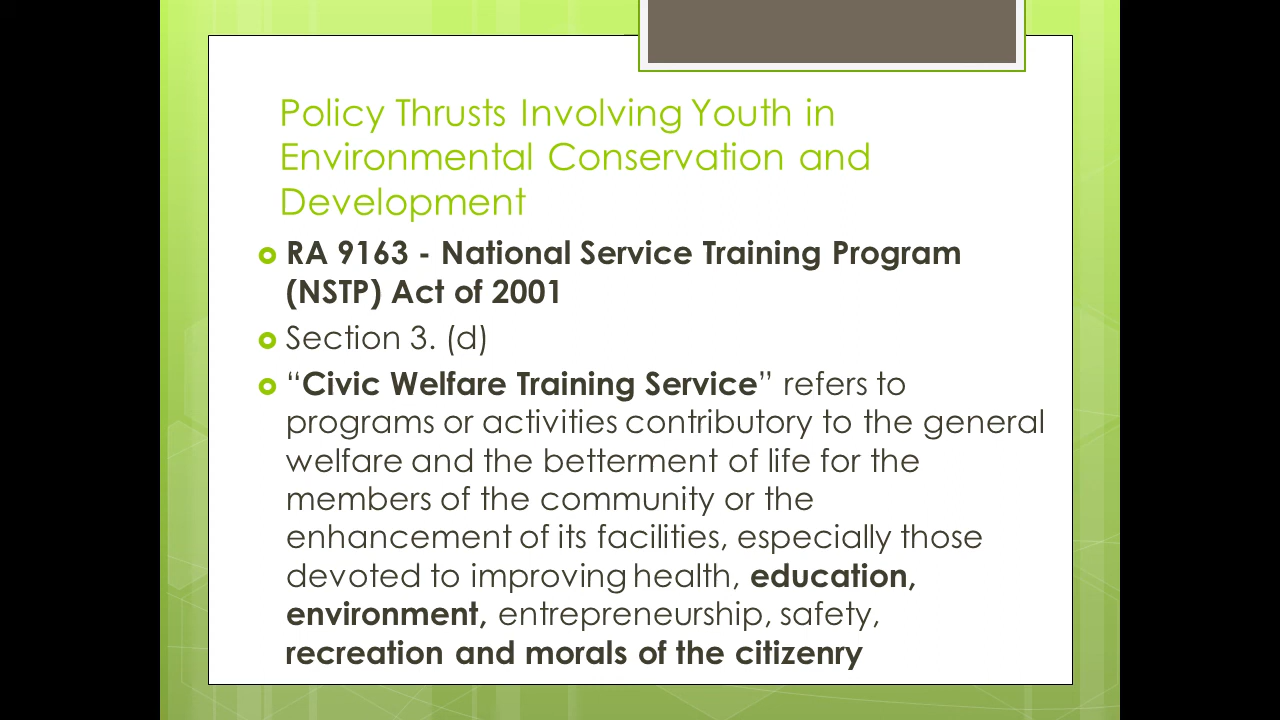 Policy Thrusts Involving Youth in
Environmental Conservation and
Development
RA 9163 - National Service Training Program
(NSTP) Act of 2001
Section 3. (d)
“Civic Welfare Training Service” refers to
programs or activities contributory to the general
welfare and the betterment of life for the
members of the community or the
enhancement of its facilities, especially those
devoted to improving health, education,
environment, entrepreneurship, safety,
recreation and morals of the citizenry